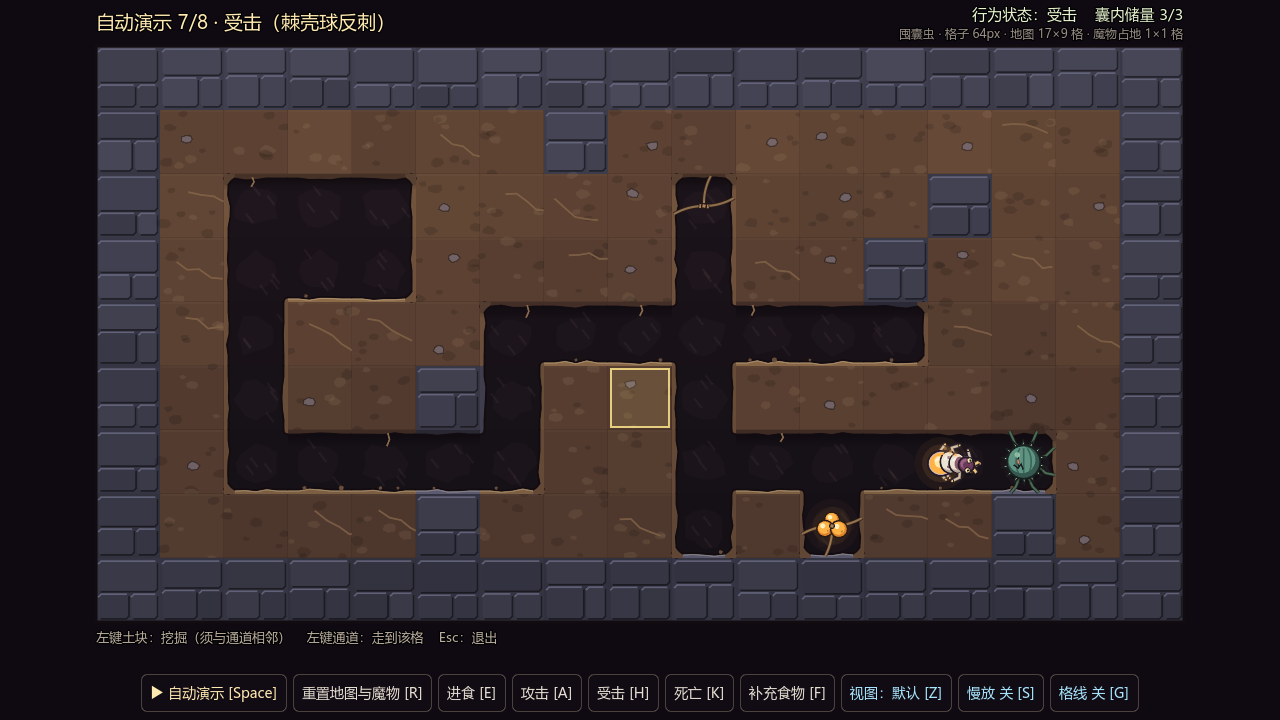 自动演示 7/8 · 受击（棘壳球反刺）
行为状态：受击 囊内储量 3/3
囤囊虫 · 格子 64px · 地图 17×9 格 · 魔物占地 1×1 格
左键土块：挖掘（须与通道相邻） 左键通道：走到该格 Esc：退出
▶ 自动演示 [Space] 重置地图与魔物 [R] 进食 [E] 攻击 [A] 受击 [H] 死亡 [K] 补充食物 [F] 视图：默认 [Z] 慢放 关 [S] 格线 关 [G]